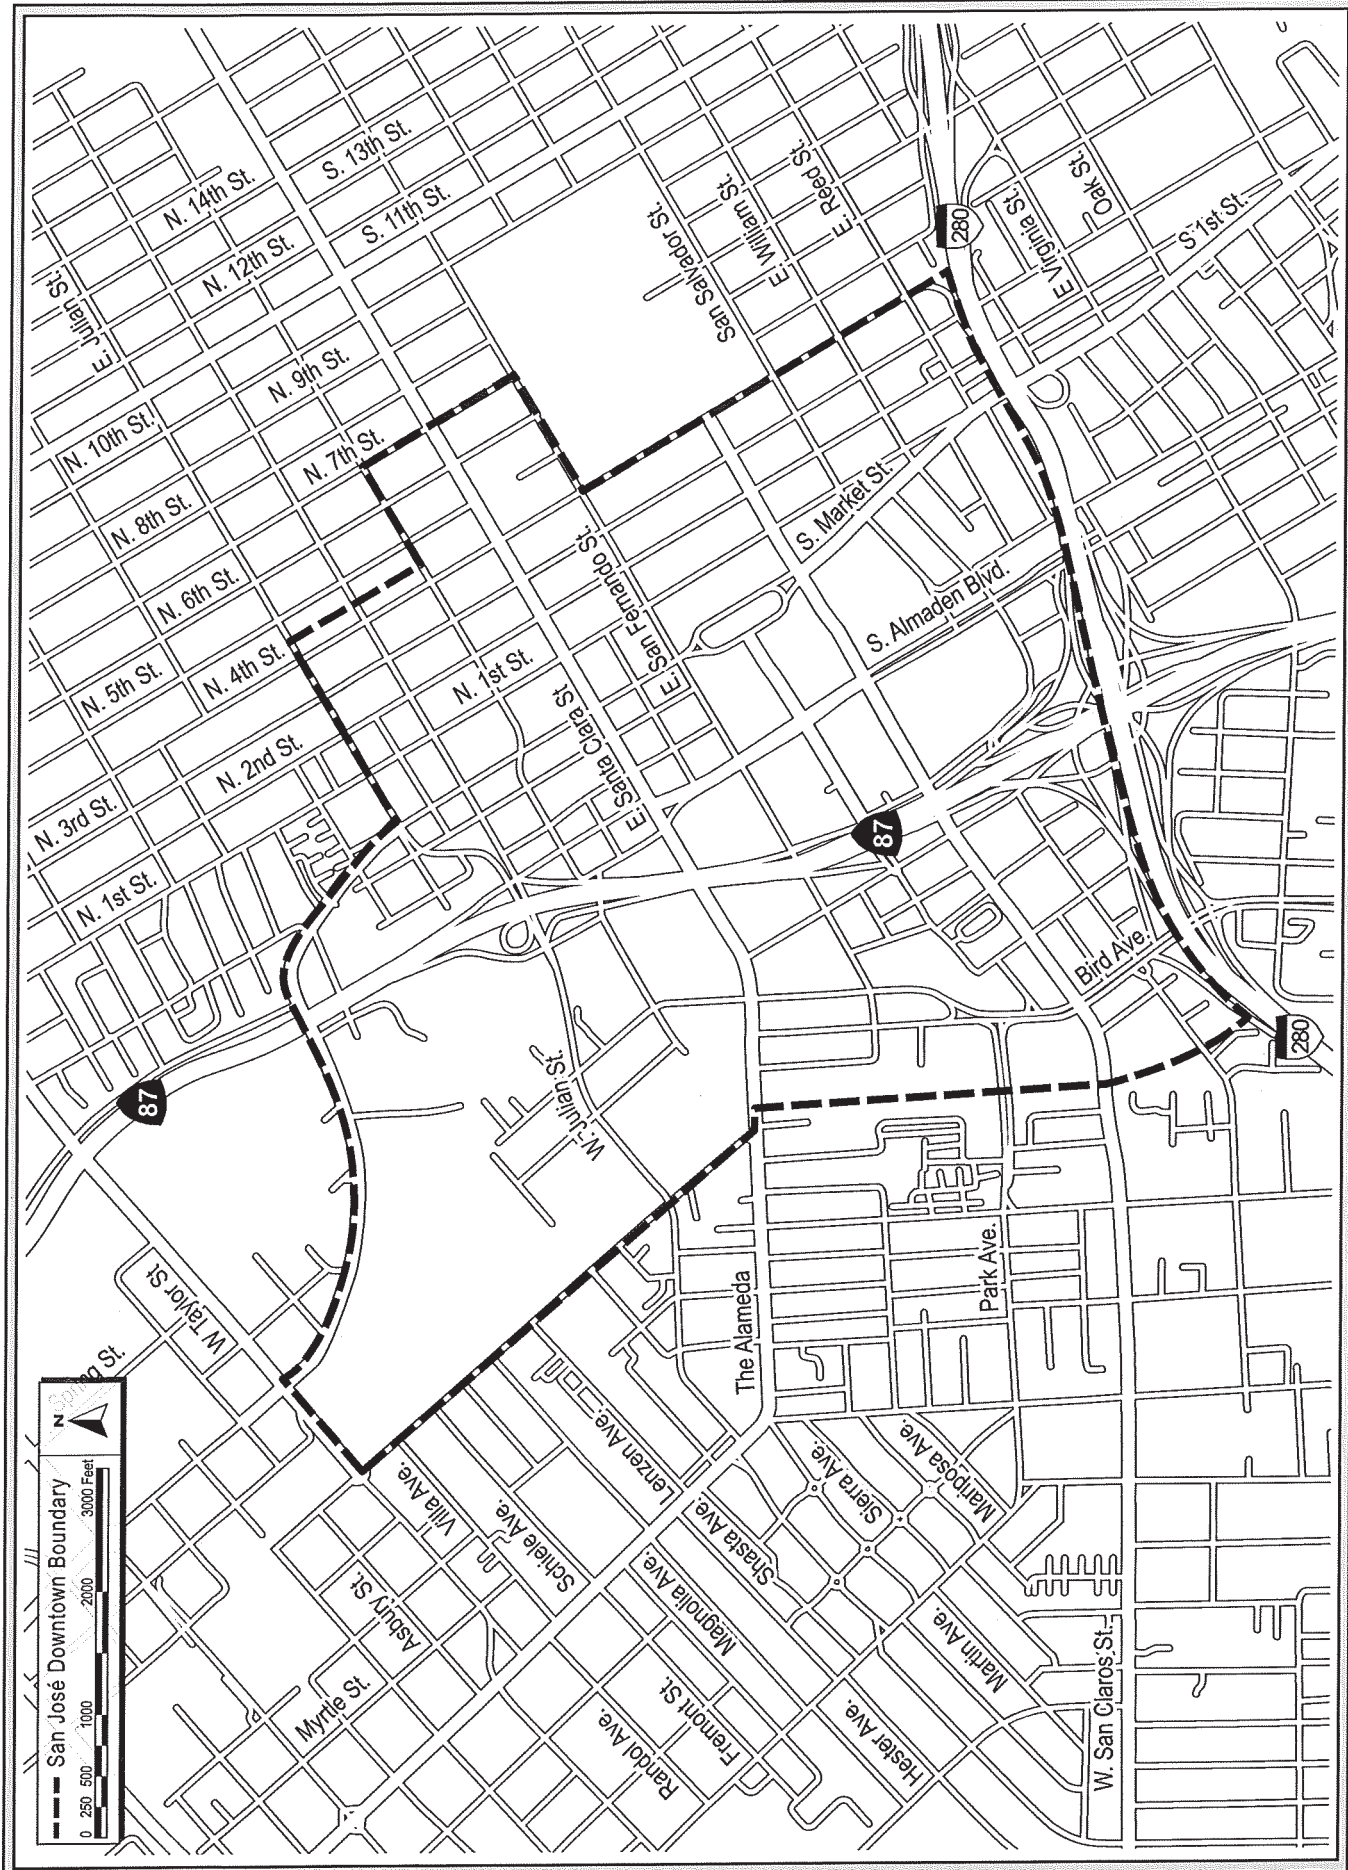 San José Downtown Boundary
0 250 500 1000 2000 3000 Feet
N
Spring St.
W Taylor St
87
N. 1st St.
N. 3rd St.
N. 2nd St.
N. 5th St.
N. 4th St.
N. 6th St.
N. 8th St.
N. 7th St.
N. 10th St.
N. 9th St.
E. Julian St.
N. 12th St.
N. 14th St.
S. 11th St.
S. 13th St.
Myrtle St.
Asbury St.
Villa Ave.
Schiele Ave.
Lenzen Ave.
W. Julian St.
E. Santa Clara St.
N. 1st St.
E. San Fernando St.
San Salvador St.
E. William St.
E. Reed St.
Randol Ave.
Fremont St.
Magnolia Ave.
Shasta Ave.
The Alameda
Sierra Ave.
Mariposa Ave.
Hester Ave.
Martin Ave.
Park Ave.
87
S. Almaden Blvd.
S. Market St.
280
E Virginia St.
Oak St.
S 1st St.
Bird Ave.
W. San Claros St.
280